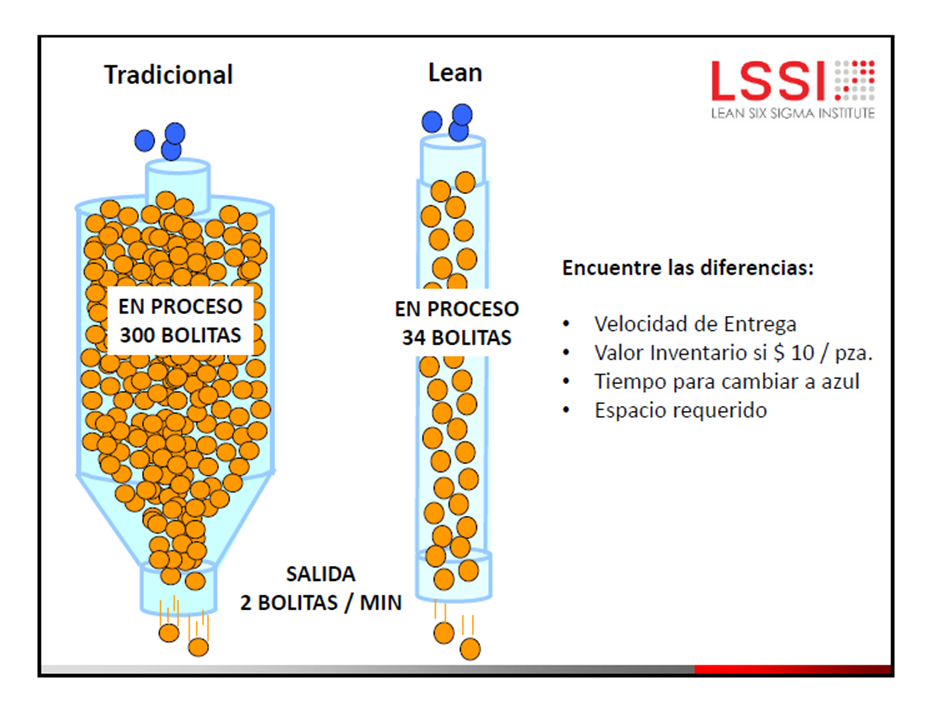 Tradicional
Lean
LSSI
LEAN SIX SIGMA INSTITUTE
EN PROCESO
300 BOLITAS
EN PROCESO
34 BOLITAS
Encuentre las diferencias:
• Velocidad de Entrega
• Valor Inventario si $ 10 / pza.
• Tiempo para cambiar a azul
• Espacio requerido
SALIDA
2 BOLITAS / MIN